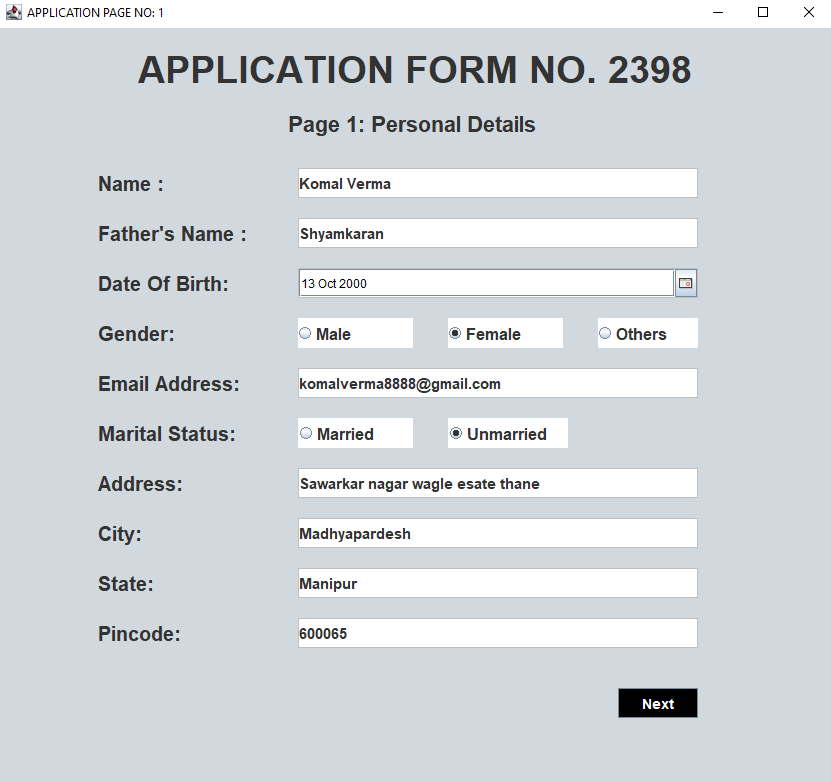 APPLICATION PAGE NO: 1
APPLICATION FORM NO. 2398
Page 1: Personal Details
Name : Komal Verma
Father's Name : Shyamkaran
Date Of Birth: 13 Oct 2000
Gender: Male Female Others
Email Address: komalverma8888@gmail.com
Marital Status: Married Unmarried
Address: Sawarkar nagar wagle esate thane
City: Madhyapardesh
State: Manipur
Pincode: 600065
Next